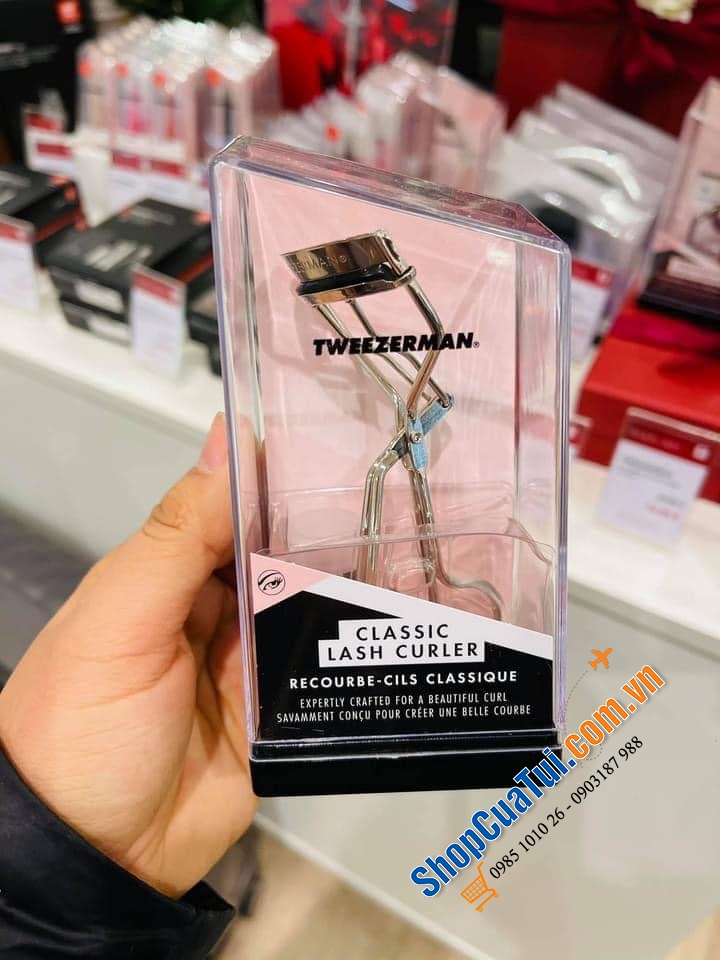 TWEEZERMAN®
CLASSIC
LASH CURLER
RECOURBE-CILS CLASSIQUE
EXPERTLY CRAFTED FOR A BEAUTIFUL CURL
SAVAMMENT CONÇU POUR CRÉER UNE BELLE COURBE
ShopCuaTui.com.vn
0985 1010 26 - 0903187 988